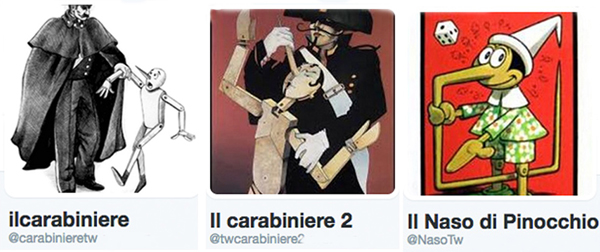 ilcarabiniere
@carabinieretw
Il carabiniere 2
@twcarabiniere2
Il Naso di Pinocchio
@NasoTw